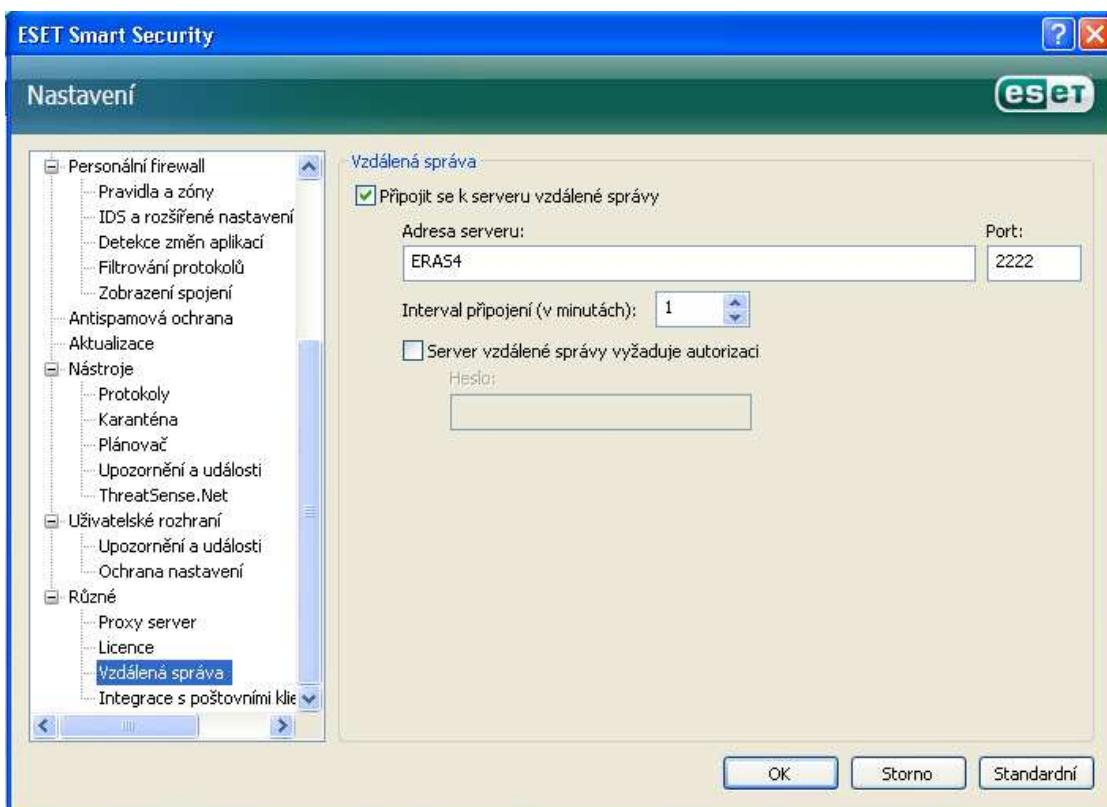 ESET Smart Security
Nastavení
eset
Personální firewall
Pravidla a zóny
IDS a rozšířené nastavení
Detekce změn aplikací
Filtrování protokolů
Zobrazení spojení
Antispamová ochrana
Aktualizace
Nástroje
Protokoly
Karanténa
Plánovač
Upozornění a události
ThreatSense.Net
Uživatelské rozhraní
Upozornění a události
Ochrana nastavení
Různé
Proxy server
Licence
Vzdálená správa
Integrace s poštovními klie
Vzdálená správa
Připojit se k serveru vzdálené správy
Adresa serveru: Port:
ERAS4 2222
Interval připojení (v minutách): 1
Server vzdálené správy vyžaduje autorizaci
Heslo:
OK Storno Standardní